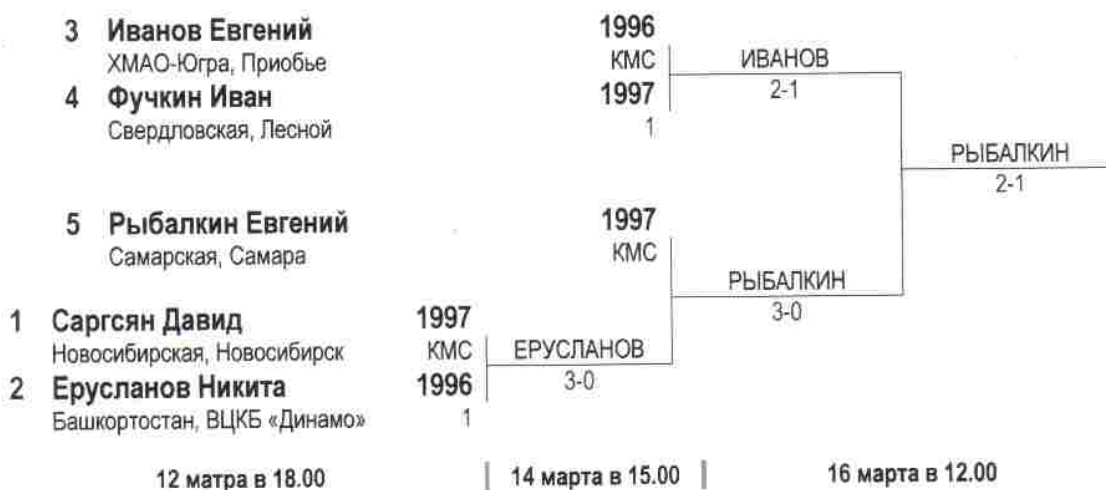 3 Иванов Евгений 1996
ХМАО-Югра, Приобье КМС ИВАНОВ
4 Фучкин Иван 1997 2-1
Свердловская, Лесной 1
РЫБАЛКИН
2-1
5 Рыбалкин Евгений 1997
Самарская, Самара КМС
РЫБАЛКИН
3-0
1 Саргсян Давид 1997
Новосибирская, Новосибирск КМС ЕРУСЛАНОВ
2 Ерусланов Никита 1996 3-0
Башкортостан, ВЦКБ «Динамо» 1
12 матра в 18.00 14 марта в 15.00 16 марта в 12.00